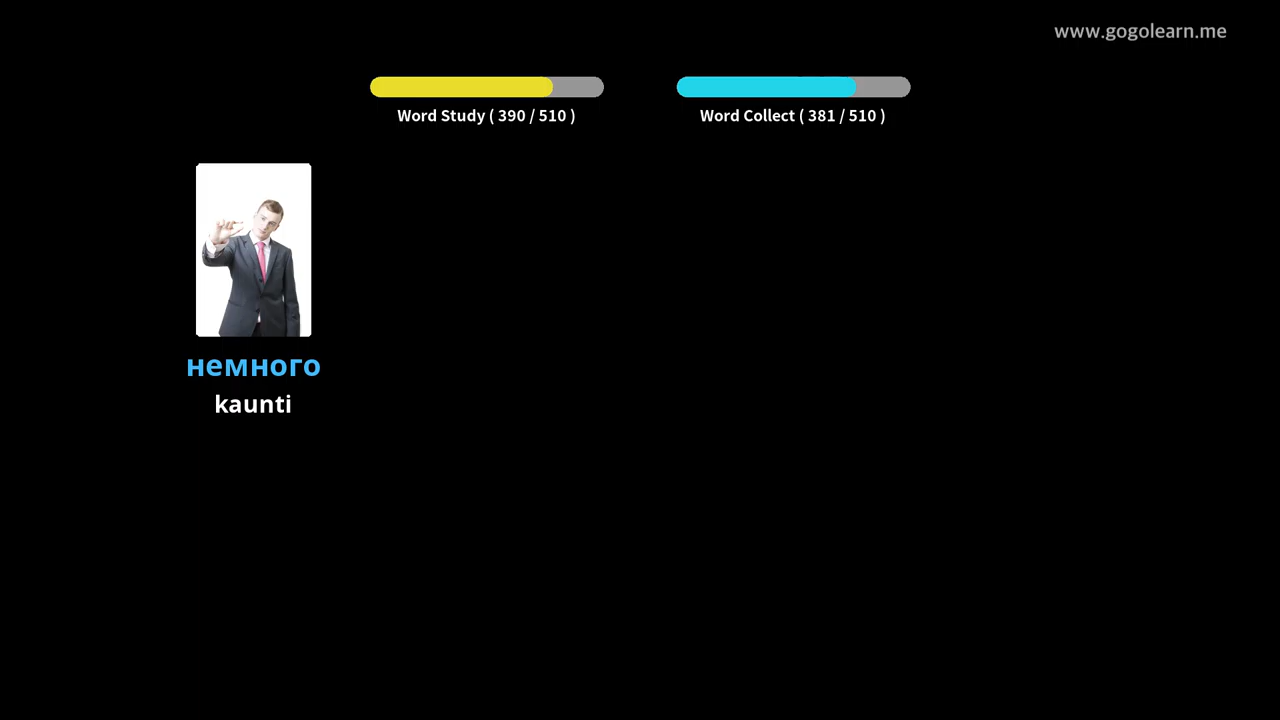 www.gogolearn.me
Word Study ( 390 / 510 )
Word Collect ( 381 / 510 )
немного
kaunti